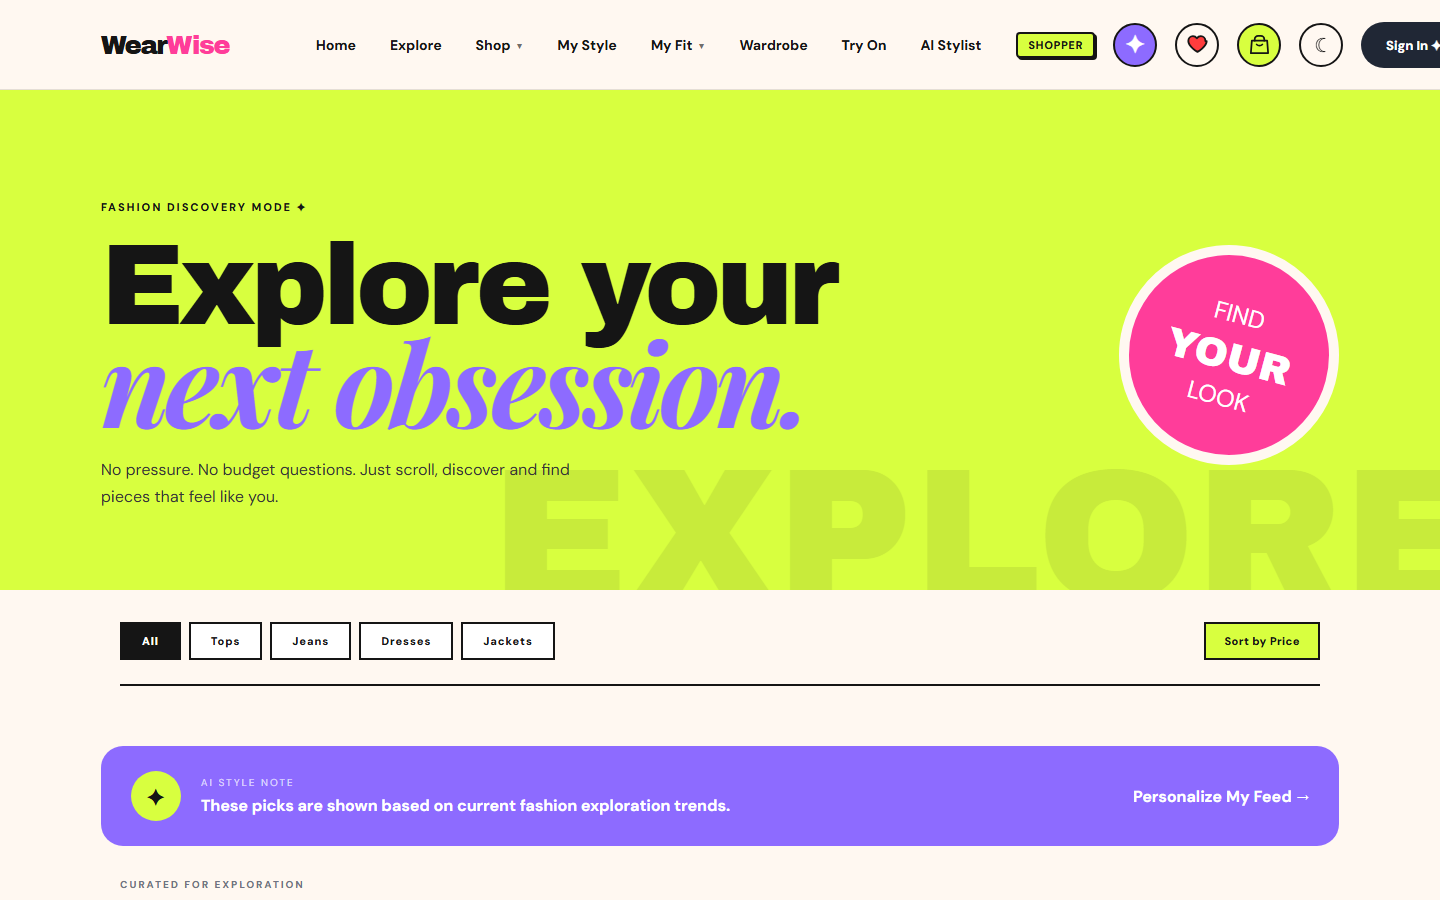 WearWise
Home Explore Shop ▾ My Style My Fit ▾ Wardrobe Try On AI Stylist SHOPPER Sign In ✦
FASHION DISCOVERY MODE ✦
Explore your
next obsession.
No pressure. No budget questions. Just scroll, discover and find
pieces that feel like you.
FIND
YOUR
LOOK
EXPLORE
All Tops Jeans Dresses Jackets Sort by Price
AI STYLE NOTE
These picks are shown based on current fashion exploration trends.
Personalize My Feed →
CURATED FOR EXPLORATION